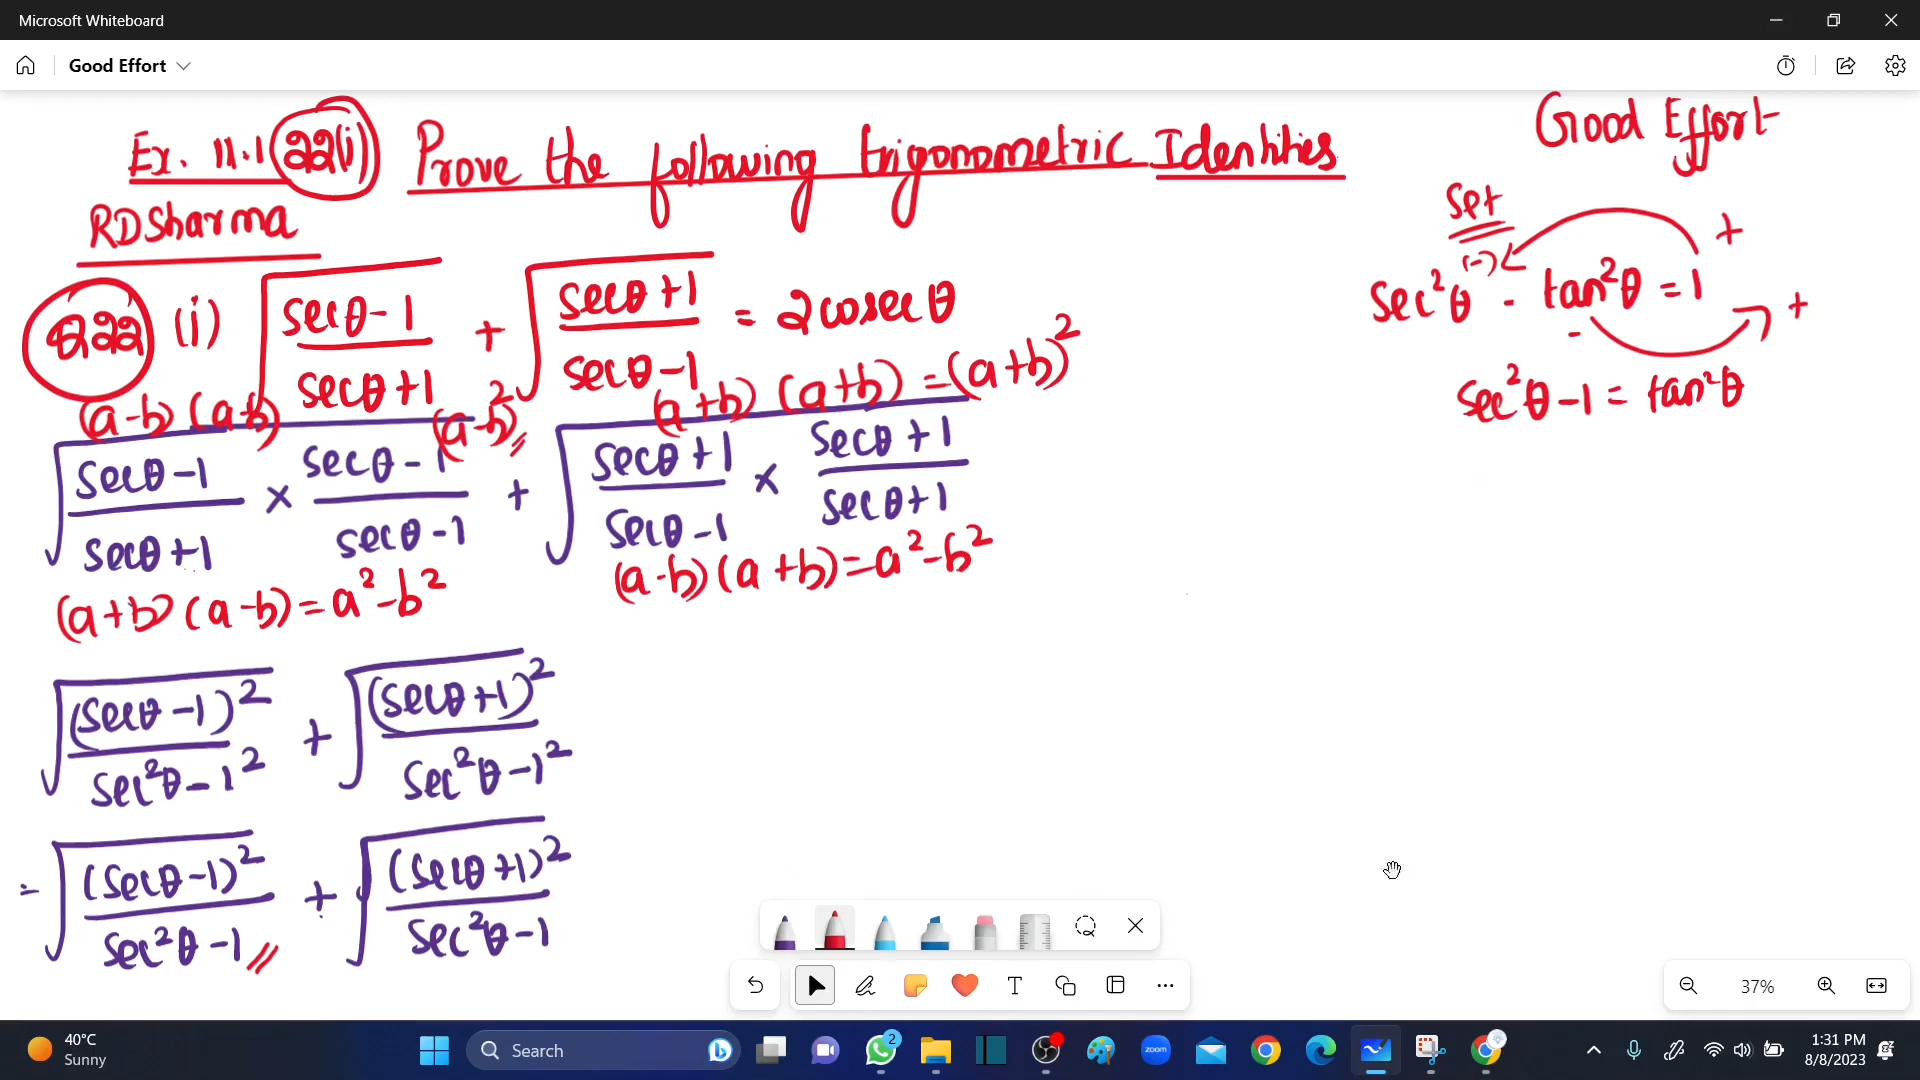 Microsoft Whiteboard
Good Effort
Good Effort
Ex. 11.1 22(i) Prove the following trigonometric Identities
RDSharma
Q22 (i) √((secθ-1)/(secθ+1)) + √((secθ+1)/(secθ-1)) = 2cosecθ
(a-b) (a-b) (a-b)² (a+b) (a+b) = (a+b)²
√((secθ-1)/(secθ+1) × (secθ-1)/(secθ-1)) + √((secθ+1)/(secθ-1) × (secθ+1)/(secθ+1))
(a+b) (a-b) = a²-b² (a-b) (a+b) = a²-b²
√((secθ-1)²/(sec²θ-1²)) + √((secθ+1)²/(sec²θ-1²))
= √((secθ-1)²/(sec²θ-1)) + √((secθ+1)²/(sec²θ-1))
(-) +
sec²θ - tan²θ = 1
- +
sec²θ-1 = tan²θ
37%
40°C
Sunny
Search
2
zoom
1:31 PM
8/8/2023